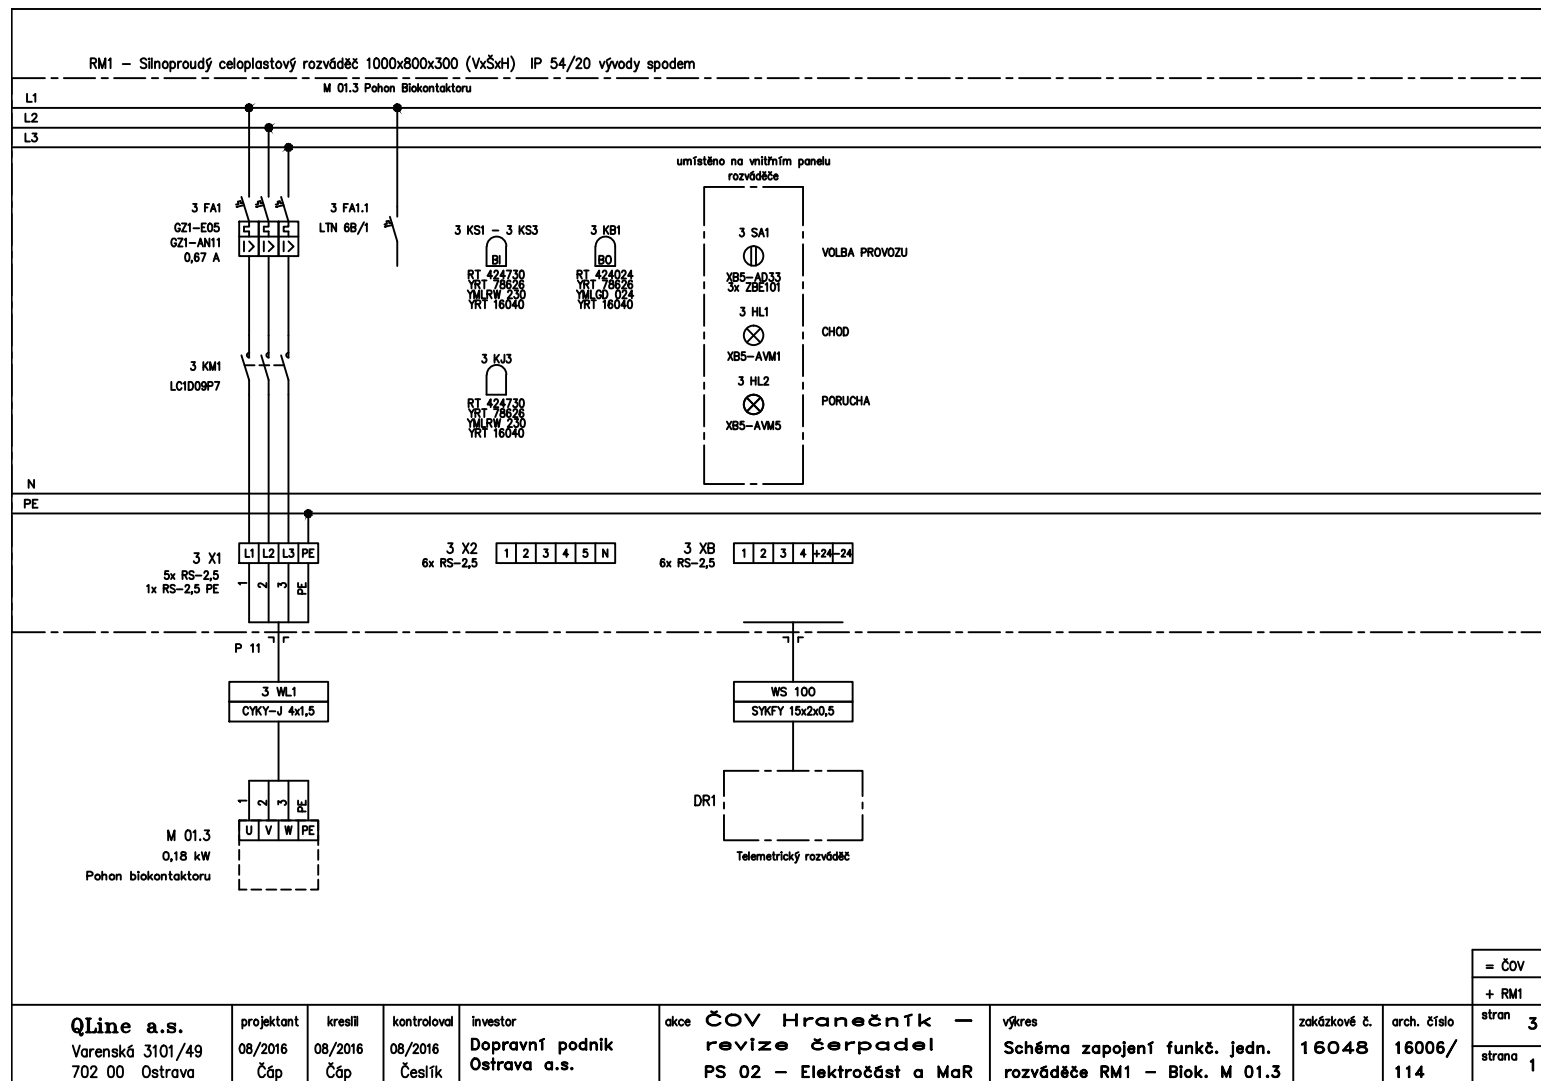 RM1 – Silnoproudý celoplastový rozváděč 1000x800x300 (VxŠxH) IP 54/20 vývody spodem
M 01.3 Pohon Biokontaktoru
L1
L2
L3
umístěno na vnitřním panelu
rozváděče
3 FA1
GZ1-E05
GZ1-AN11
0,67 A
I> I> I>
3 FA1.1
LTN 6B/1
3 KS1 – 3 KS3
BI
RT 424730
YRT 78626
YMLRW 230
YRT 16040
3 KB1
BO
RT 424024
YRT 78626
YMLGD 024
YRT 16040
3 SA1
XB5-AD33
3x ZBE101
VOLBA PROVOZU
3 HL1
XB5-AVM1
CHOD
3 HL2
XB5-AVM5
PORUCHA
3 KM1
LC1D09P7
3 KJ3
RT 424730
YRT 78626
YMLRW 230
YRT 16040
N
PE
3 X1
5x RS-2,5
1x RS-2,5 PE
L1 L2 L3 PE
1 2 3 PE
3 X2
6x RS-2,5
1 2 3 4 5 N
3 XB
6x RS-2,5
1 2 3 4 +24 -24
P 11
3 WL1
CYKY-J 4x1,5
WS 100
SYKFY 15x2x0,5
1 2 3 PE
U V W PE
M 01.3
0,18 kW
Pohon biokontaktoru
DR1
Telemetrický rozváděč
= ČOV
+ RM1
stran 3
strana 1
QLine a.s.
Varenská 3101/49
702 00 Ostrava
projektant
08/2016
Čáp
kreslil
08/2016
Čáp
kontroloval
08/2016
Česlík
investor
Dopravní podnik
Ostrava a.s.
akce ČOV Hranečník –
revize čerpadel
PS 02 – Elektročást a MaR
výkres
Schéma zapojení funkč. jedn.
rozváděče RM1 – Biok. M 01.3
zakázkové č.
16048
arch. číslo
16006/
114